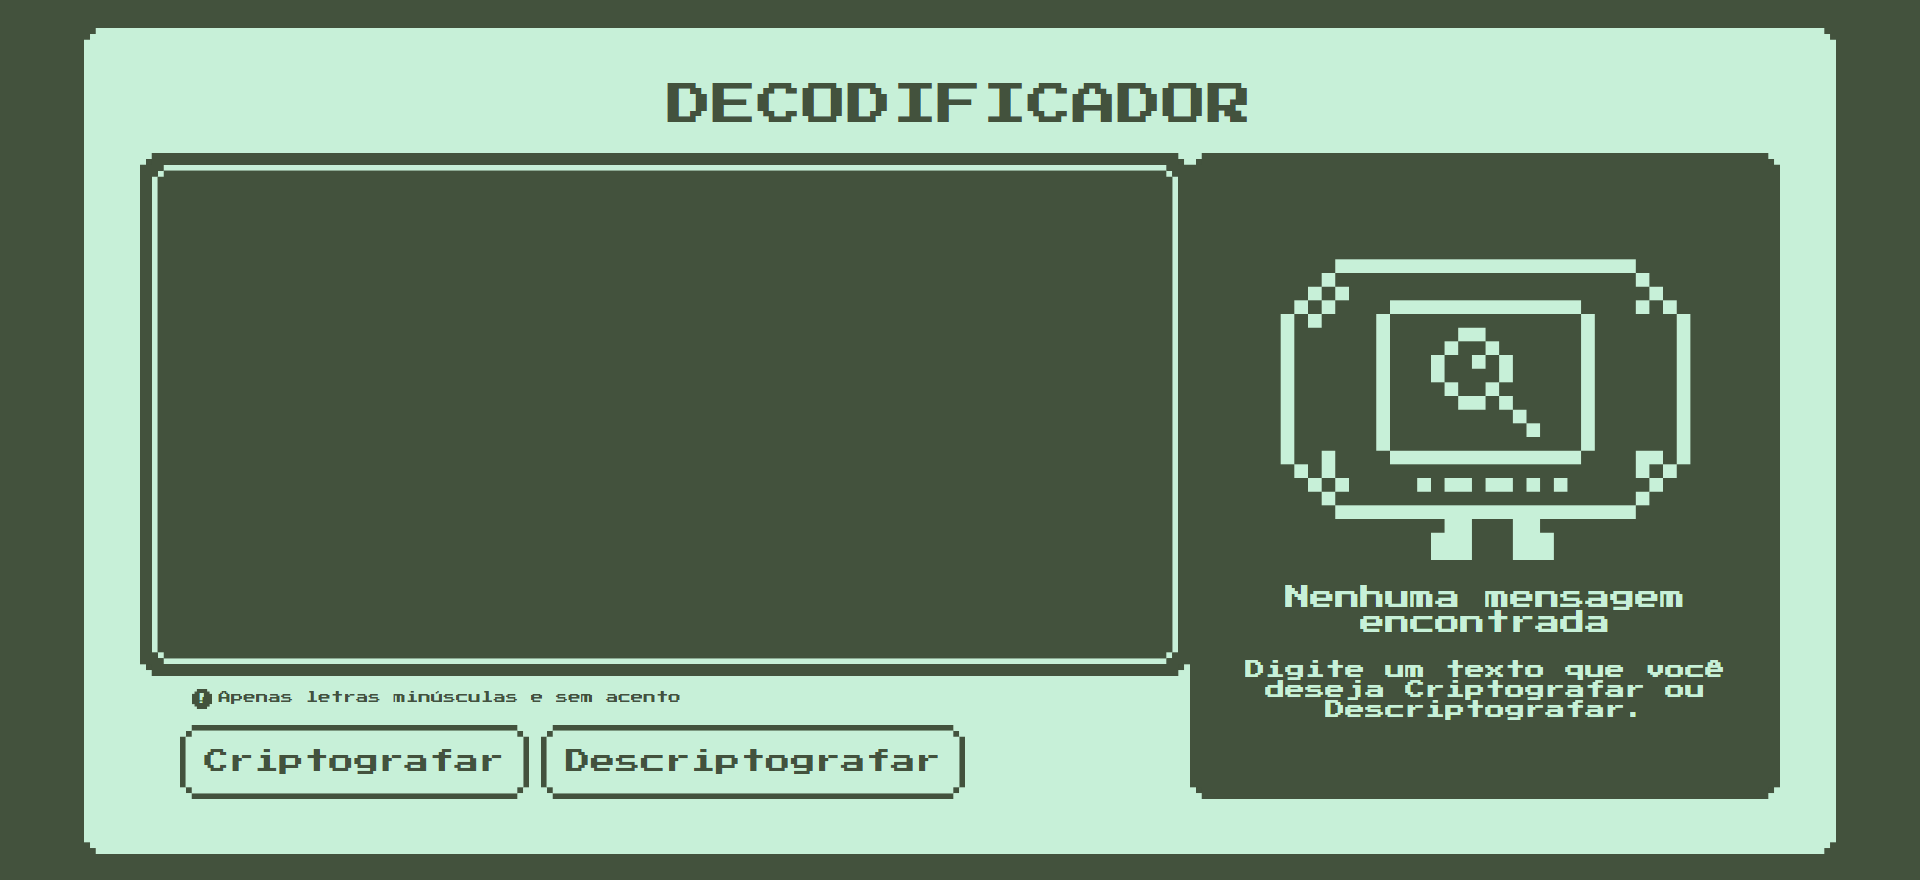 DECODIFICADOR
Apenas letras minúsculas e sem acento
Criptografar
Descriptografar
Nenhuma mensagem
encontrada
Digite um texto que você
deseja Criptografar ou
Descriptografar.